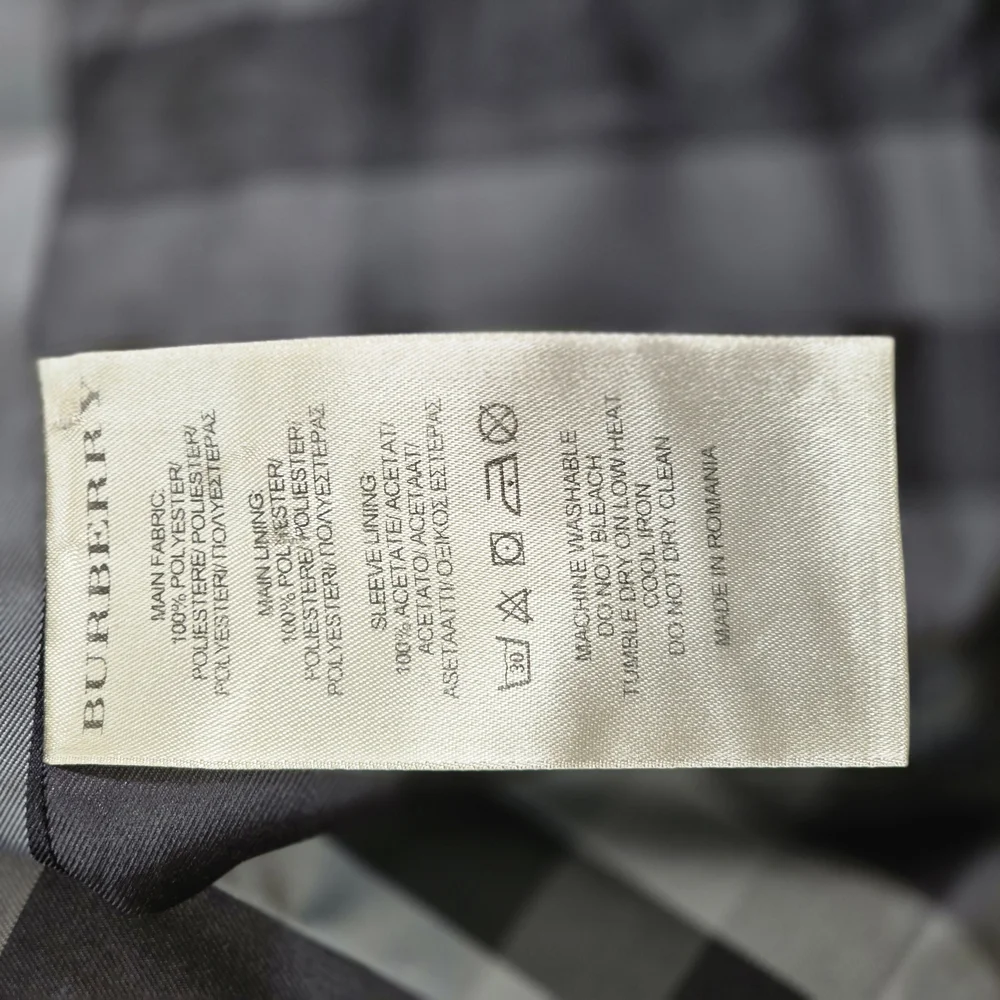 BURBERRY
MAIN FABRIC:
100% POLYESTER/
POLIESTERE/ POLIESTER/
POLYESTERI/ ΠΟΛΥΕΣΤΕΡΑΣ
MAIN LINING:
100% POLYESTER/
POLIESTERE/ POLIESTER/
POLYESTERI/ ΠΟΛΥΕΣΤΕΡΑΣ
SLEEVE LINING:
100% ACETATE/ ACETAT/
ACETATO/ ACETAAT/
ASETAATTI/ ΟΞΕΙΚΟΣ ΕΣΤΕΡΑΣ
30
MACHINE WASHABLE
DO NOT BLEACH
TUMBLE DRY ON LOW HEAT
COOL IRON
DO NOT DRY CLEAN
MADE IN ROMANIA